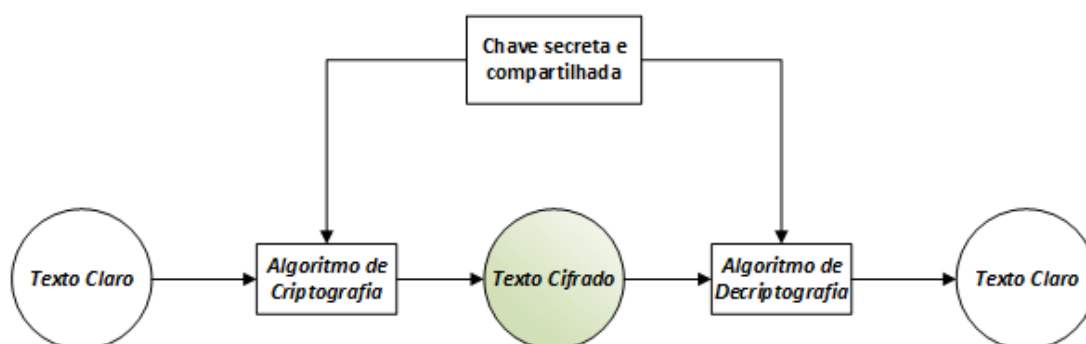 Chave secreta e
compartilhada
Texto Claro
Algoritmo de
Criptografia
Texto Cifrado
Algoritmo de
Decriptografia
Texto Claro